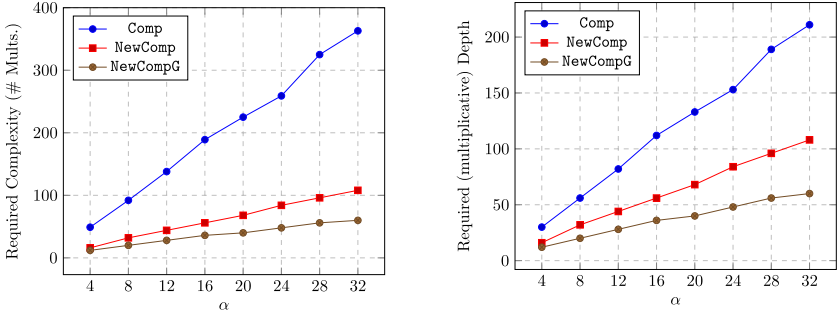 Required Complexity (# Mults.)
400
300
200
100
0
Comp
NewComp
NewCompG
4 8 12 16 20 24 28 32
α
Required (multiplicative) Depth
200
150
100
50
0
Comp
NewComp
NewCompG
4 8 12 16 20 24 28 32
α